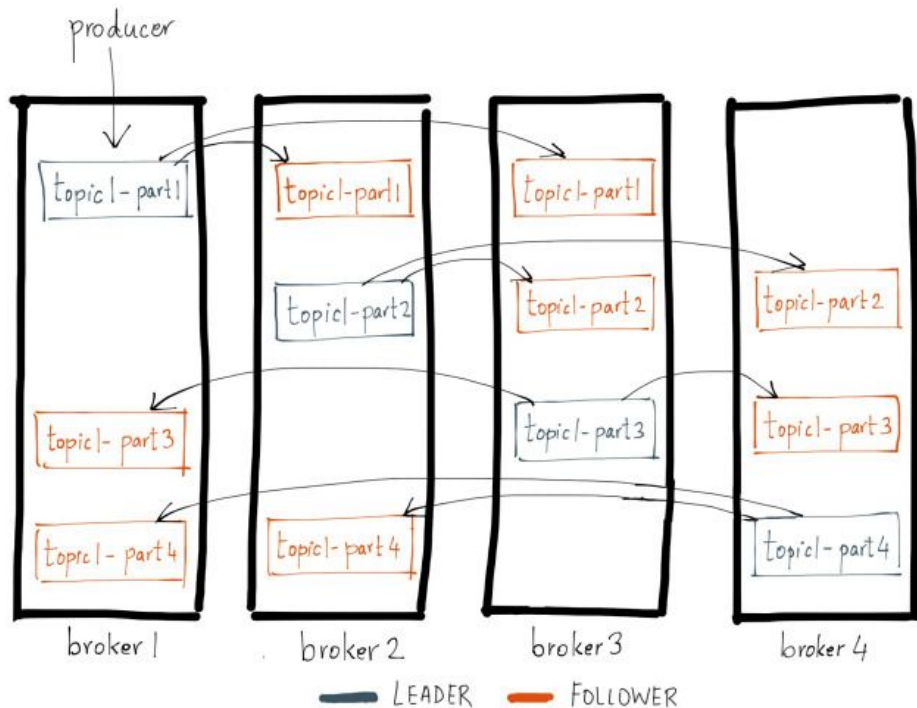 producer
topic1-part1
topic1-part1
topic1-part1
topic1-part2
topic1-part2
topic1-part2
topic1-part3
topic1-part3
topic1-part3
topic1-part4
topic1-part4
topic1-part4
broker 1
broker 2
broker 3
broker 4
LEADER
FOLLOWER